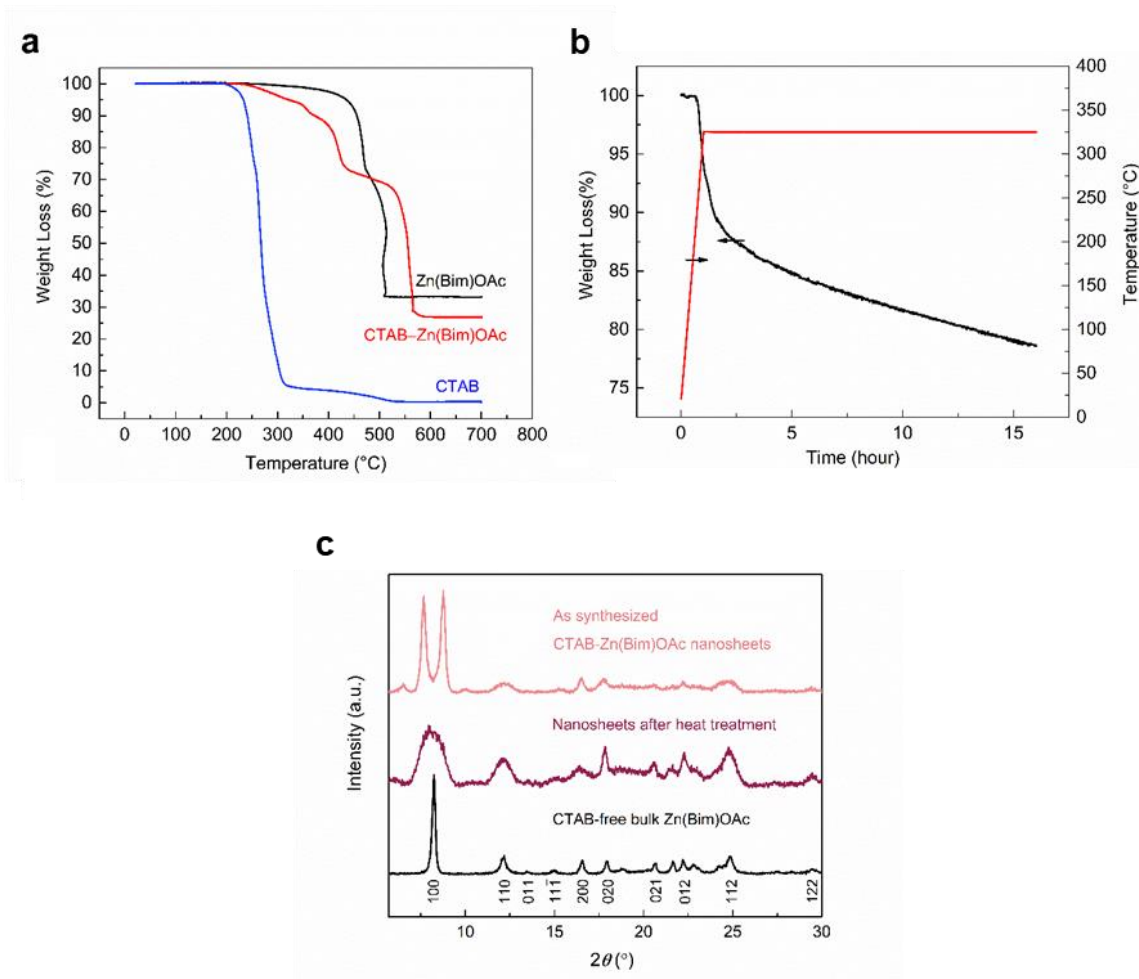 a
100
90
80
70
60
50
40
30
20
10
0
Weight Loss (%)
Zn(Bim)OAc
CTAB–Zn(Bim)OAc
CTAB
0 100 200 300 400 500 600 700 800
Temperature (°C)
b
100
95
90
85
80
75
Weight Loss(%)
400
350
300
250
200
150
100
50
0
Temperature (°C)
0 5 10 15
Time (hour)
c
As synthesized
CTAB-Zn(Bim)OAc nanosheets
Nanosheets after heat treatment
CTAB-free bulk Zn(Bim)OAc
Intensity (a.u.)
100 110 011 111̄ 200 020 021 012 112 122
10 15 20 25 30
2θ (°)